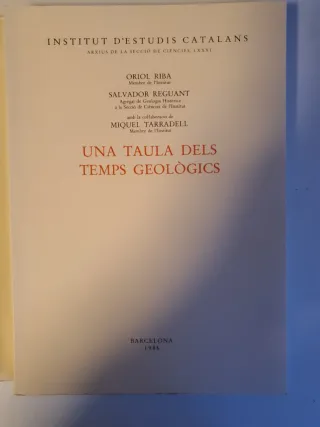 INSTITUT D'ESTUDIS CATALANS
ARXIUS DE LA SECCIÓ DE CIÈNCIES, LXXXI
ORIOL RIBA
Membre de l'Institut
SALVADOR REGUANT
Agregat de Geologia Històrica
a la Secció de Ciències de l'Institut
amb la col·laboració de
MIQUEL TARRADELL
Membre de l'Institut
UNA TAULA DELS
TEMPS GEOLÒGICS
BARCELONA
1986